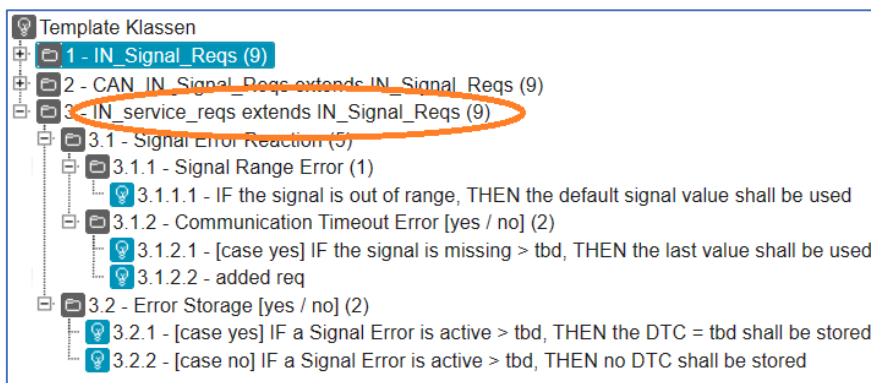 Template Klassen
1 - IN_Signal_Reqs (9)
2 - CAN_IN_Signal_Reqs extends IN_Signal_Reqs (9)
3 - IN_service_reqs extends IN_Signal_Reqs (9)
3.1 - Signal Error Reaction (5)
3.1.1 - Signal Range Error (1)
3.1.1.1 - IF the signal is out of range, THEN the default signal value shall be used
3.1.2 - Communication Timeout Error [yes / no] (2)
3.1.2.1 - [case yes] IF the signal is missing > tbd, THEN the last value shall be used
3.1.2.2 - added req
3.2 - Error Storage [yes / no] (2)
3.2.1 - [case yes] IF a Signal Error is active > tbd, THEN the DTC = tbd shall be stored
3.2.2 - [case no] IF a Signal Error is active > tbd, THEN no DTC shall be stored